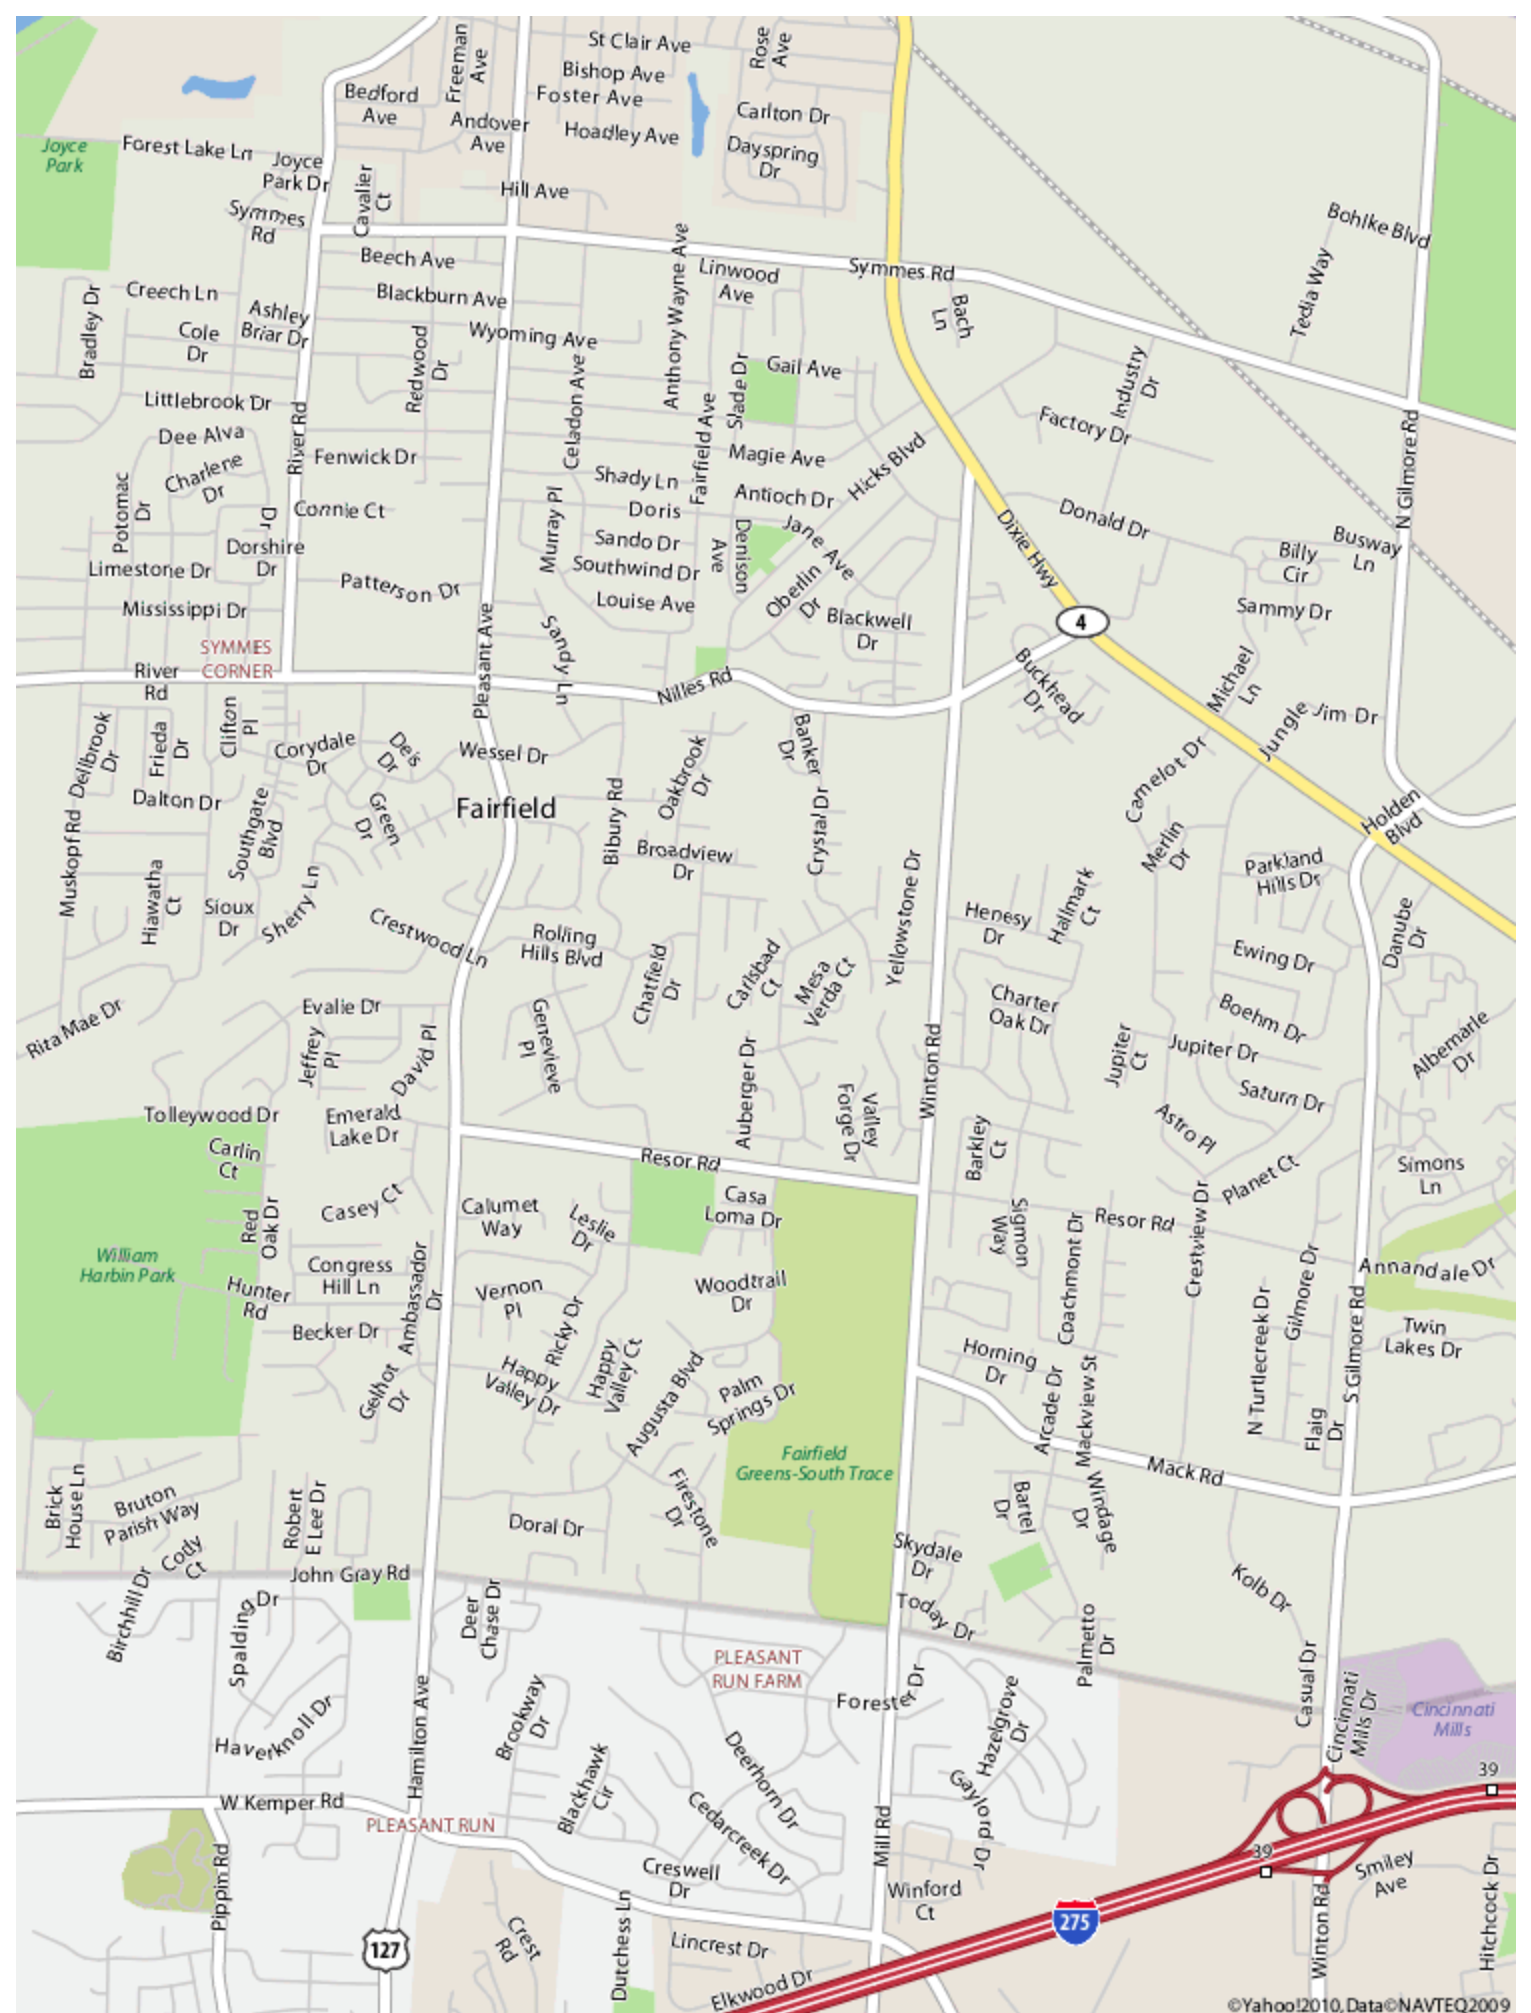 St Clair Ave
Rose
Ave
Freeman
Ave
Bishop Ave
Bedford
Ave
Foster Ave
Carlton Dr
Andover
Ave
Hoadley Ave
Joyce
Park
Forest Lake Ln
Joyce
Park Dr
Dayspring
Dr
Cavalier
Ct
Hill Ave
Symmes
Rd
Bohlke Blvd
Beech Ave
Anthony Wayne Ave
Linwood
Ave
Symmes Rd
Tedia Way
Bradley Dr
Creech Ln
Blackburn Ave
Ashley
Briar Dr
Bach
Ln
Cole
Dr
Wyoming Ave
Redwood
Dr
Celadon Ave
Slade Dr
Gail Ave
Industry
Dr
Littlebrook Dr
Factory Dr
River Rd
Fairfield Ave
Dee Alva
Charlene
Dr
Fenwick Dr
Magie Ave
Hicks Blvd
N Gilmore Rd
Potomac
Dr
Shady Ln
Antioch Dr
Dr
Connie Ct
Murray Pl
Doris
Jane Ave
Donald Dr
Dorshire
Dr
Sando Dr
Ave
Denison
Dixie Hwy
Billy
Cir
Busway
Ln
Limestone Dr
Patterson Dr
Southwind Dr
Oberlin
Dr
Mississippi Dr
Louise Ave
Blackwell
Dr
Sammy Dr
4
SYMMES
CORNER
Pleasant Ave
Sandy Ln
River
Rd
Nilles Rd
Buckhead
Dr
Michael
Ln
Dellbrook
Dr
Frieda
Dr
Clifton
Pl
Corydale
Dr
Deis
Dr
Wessel Dr
Oakbrook
Dr
Banker
Dr
Jungle Jim Dr
Camelot Dr
Dalton Dr
Southgate
Blvd
Green
Dr
Fairfield
Bibury Rd
Crystal Dr
Holden
Blvd
Muskopf Rd
Broadview
Dr
Merlin
Dr
Parkland
Hills Dr
Hiawatha
Ct
Sioux
Dr
Sherry Ln
Crestwood Ln
Yellowstone Dr
Henesy
Dr
Hallmark
Ct
Danube
Dr
Rolling
Hills Blvd
Chatfield
Dr
Carlsbad
Ct
Mesa
Verda Ct
Ewing Dr
Rita Mae Dr
Evalie Dr
Charter
Oak Dr
Boehm Dr
Jeffrey
Pl
David Pl
Genevieve
Pl
Winton Rd
Jupiter
Ct
Jupiter Dr
Albemarle
Dr
Auberger Dr
Valley
Forge Dr
Saturn Dr
Tolleywood Dr
Emerald
Lake Dr
Astro Pl
Carlin
Ct
Barkley
Ct
Resor Rd
Planet Ct
Simons
Ln
Red
Oak Dr
Casey Ct
Calumet
Way
Leslie
Dr
Casa
Loma Dr
Sigmon
Way
Coachmont Dr
Resor Rd
Crestview Dr
William
Harbin Park
Congress
Hill Ln
Ambassador
Dr
Gilmore Dr
Annandale Dr
Hunter
Rd
Vernon
Pl
Woodtrail
Dr
N Turtlecreek Dr
S Gilmore Rd
Becker Dr
Ricky Dr
Twin
Lakes Dr
Horning
Dr
Gelhot
Dr
Happy
Valley Dr
Happy
Valley Ct
Augusta Blvd
Palm
Springs Dr
Arcade Dr
Mackview St
Flaig
Dr
Fairfield
Greens-South Trace
Mack Rd
Brick
House Ln
Bruton
Parish Way
Robert
E Lee Dr
Firestone
Dr
Bartel
Dr
Windage
Dr
Doral Dr
Cody
Ct
Skydale
Dr
Birchhill Dr
John Gray Rd
Kolb Dr
Spalding Dr
Deer
Chase Dr
Today Dr
Palmetto
Dr
PLEASANT
RUN FARM
Casual Dr
Hamilton Ave
Forester Dr
Cincinnati
Mills Dr
Cincinnati
Mills
Haverknoll Dr
Brookway
Dr
Hazelgrove
Dr
Deerhorn Dr
Blackhawk
Cir
Gaylord Dr
39
W Kemper Rd
PLEASANT RUN
Cedarcreek Dr
Mill Rd
39
Pippin Rd
Creswell
Dr
Smiley
Ave
Winford
Ct
Hitchcock Dr
Winton Rd
127
Crest
Rd
Dutchess Ln
Lincrest Dr
275
Elkwood Dr
©Yahoo!2010, Data©NAVTEQ2009